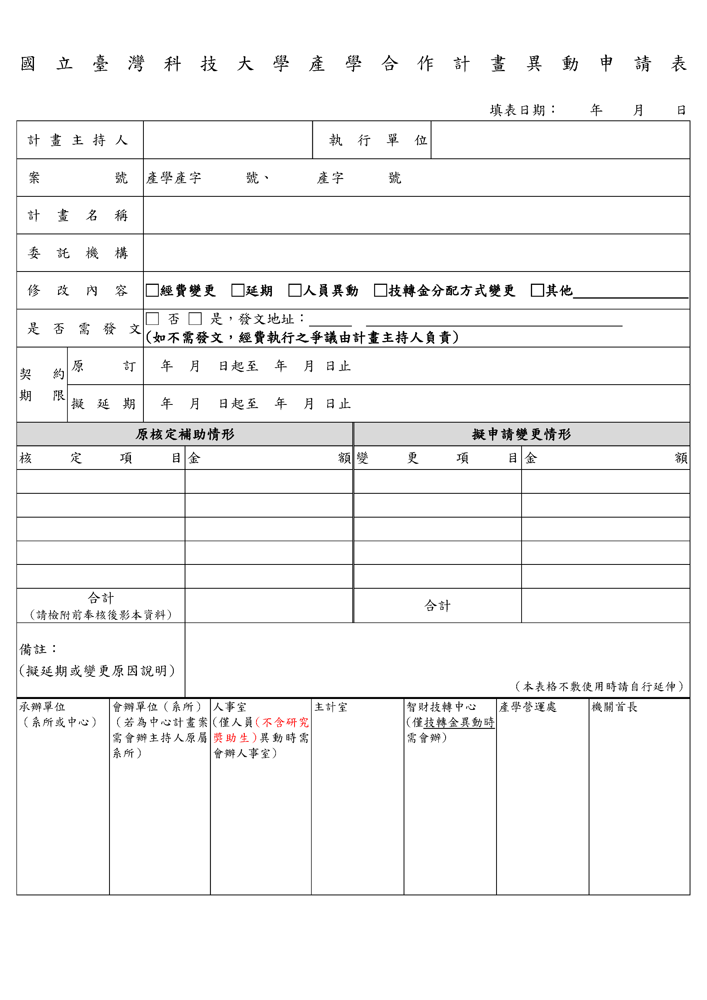 國立臺灣科技大學產學合作計畫異動申請表
填表日期：　　年　　月　　日
計畫主持人　執行單位
案號　產學產字　　　號、　　　產字　　　號
計畫名稱
委託機構
修改內容　□經費變更　□延期　□人員異動　□技轉金分配方式變更　□其他________
是否需發文　□ 否 □ 是，發文地址：___ __________________
(如不需發文，經費執行之爭議由計畫主持人負責)
契約期限　原訂　年　月　日起至　年　月　日止
擬延期　年　月　日起至　年　月　日止
原核定補助情形　擬申請變更情形
核定項目　金額　變更項目　金額
合計　合計
（請檢附前奉核後影本資料）
備註：
(擬延期或變更原因說明)
（本表格不敷使用時請自行延伸）
承辦單位
（系所或中心）
會辦單位（系所）
（若為中心計畫案
需會辦主持人原屬
系所）
人事室
(僅人員(不含研究
獎助生)異動時需
會辦人事室)
主計室
智財技轉中心
(僅技轉金異動時
需會辦)
產學營運處
機關首長